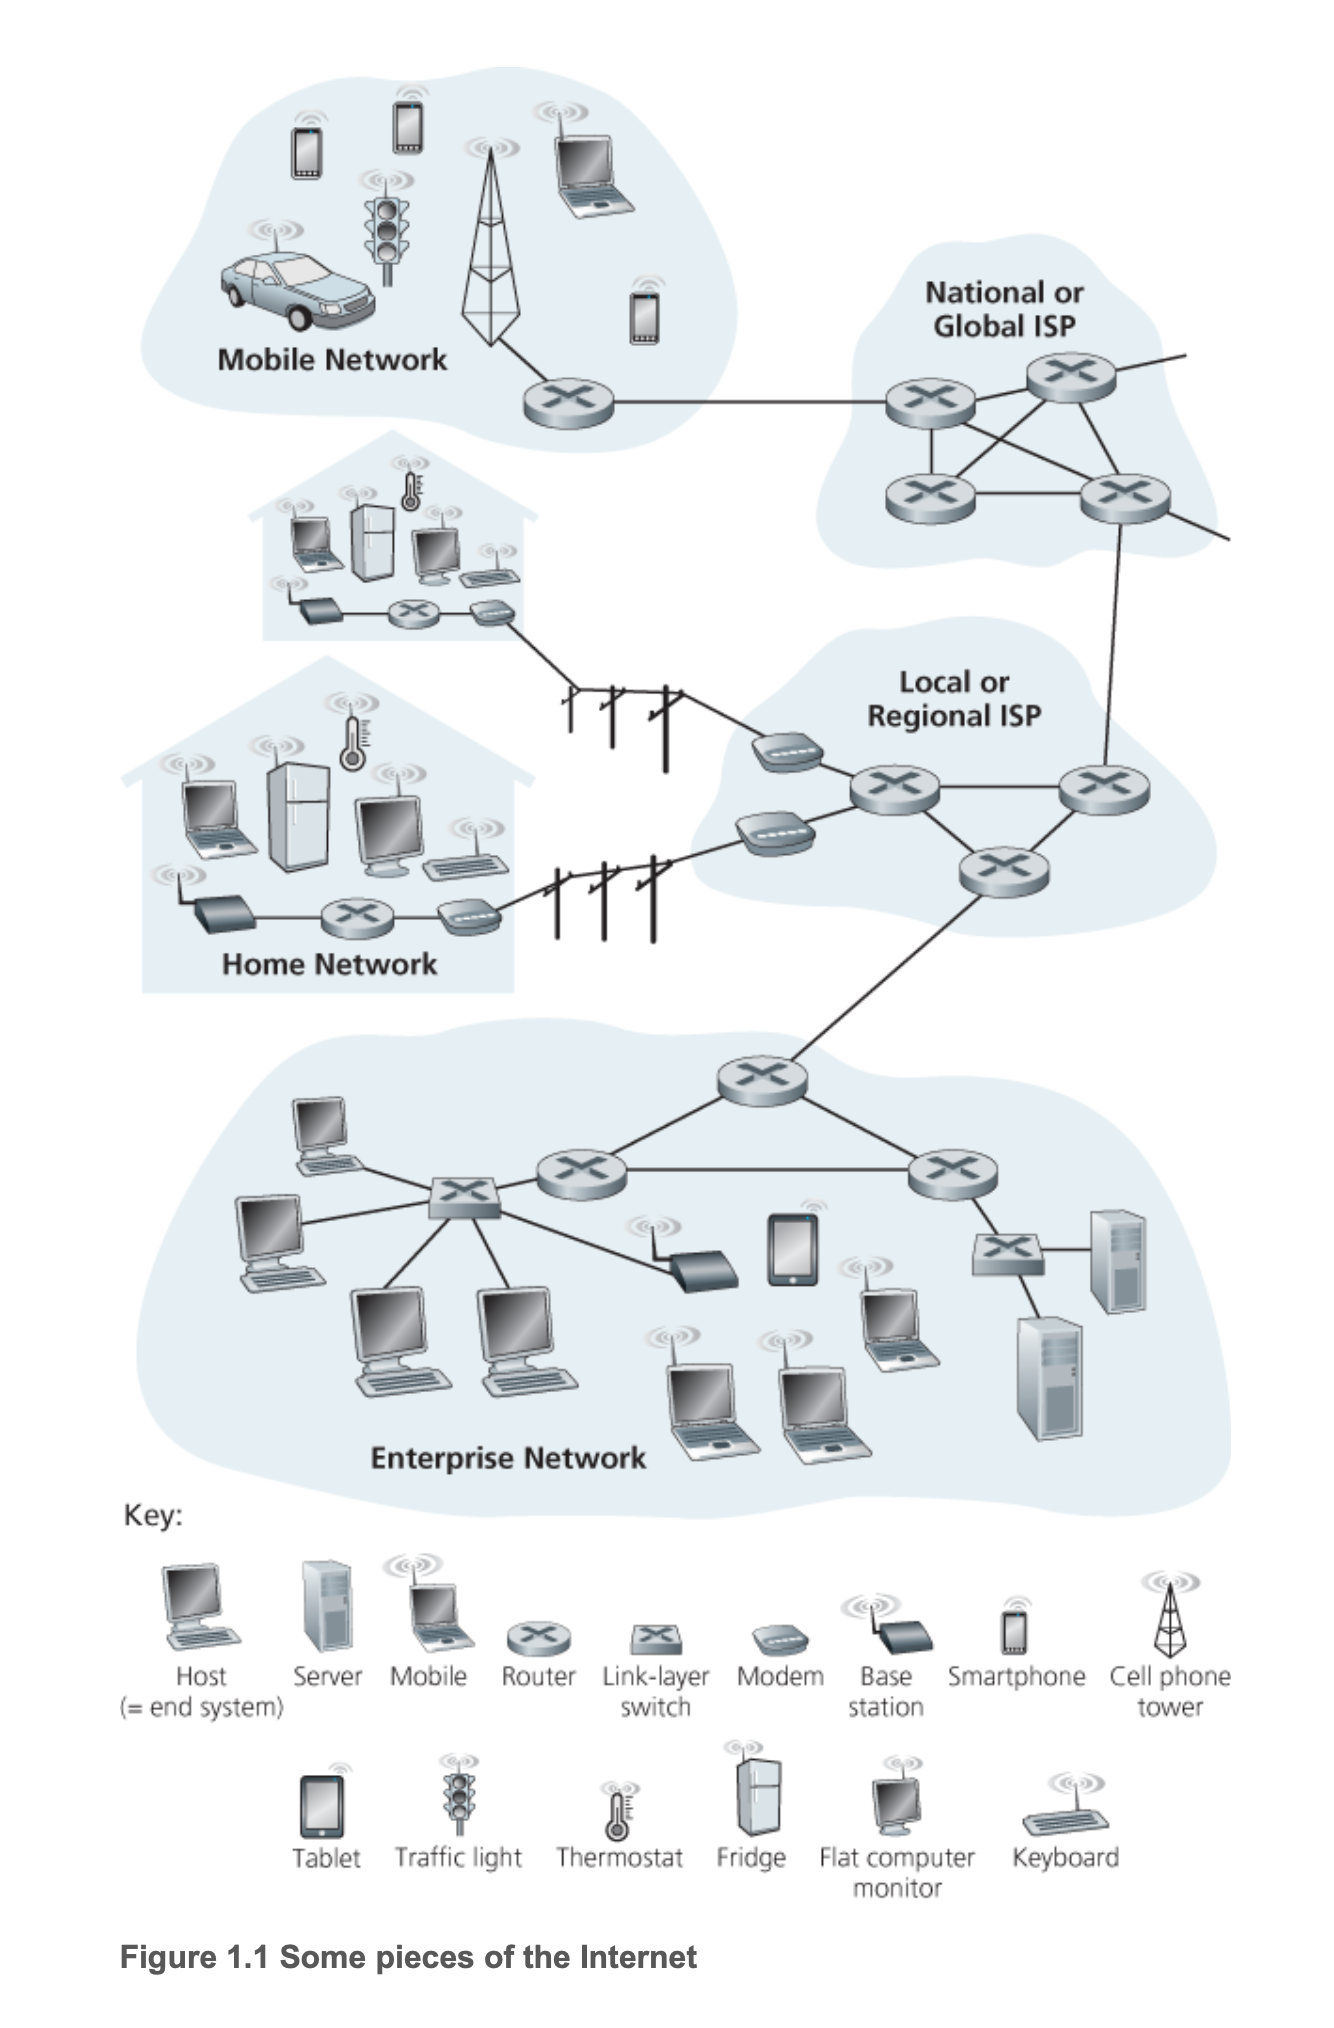 National or
Global ISP
Mobile Network
Local or
Regional ISP
Home Network
Enterprise Network
Key:
Host
(= end system)
Server
Mobile
Router
Link-layer
switch
Modem
Base
station
Smartphone
Cell phone
tower
Tablet
Traffic light
Thermostat
Fridge
Flat computer
monitor
Keyboard
Figure 1.1 Some pieces of the Internet